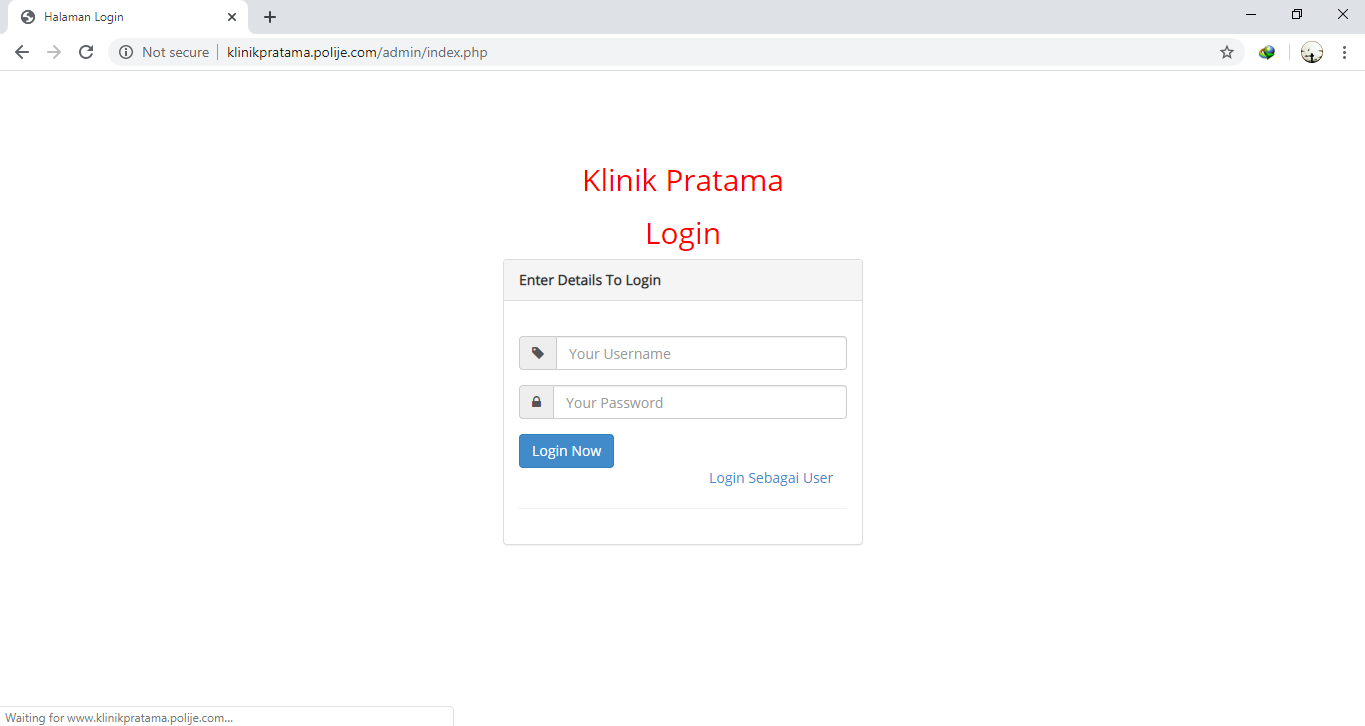 Halaman Login
Not secure
klinikpratama.polije.com/admin/index.php
Klinik Pratama
Login
Enter Details To Login
Your Username
Your Password
Login Now
Login Sebagai User
Waiting for www.klinikpratama.polije.com...